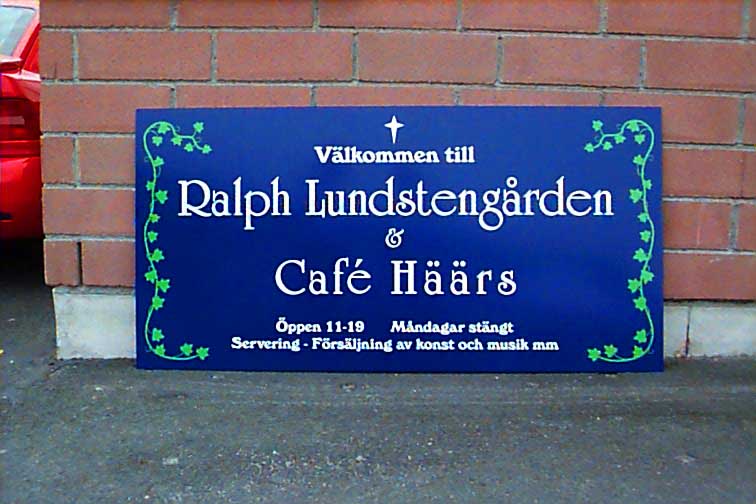 Välkommen till
Ralph Lundstengården
&
Café Häärs
Öppen 11-19 Måndagar stängt
Servering - Försäljning av konst och musik mm